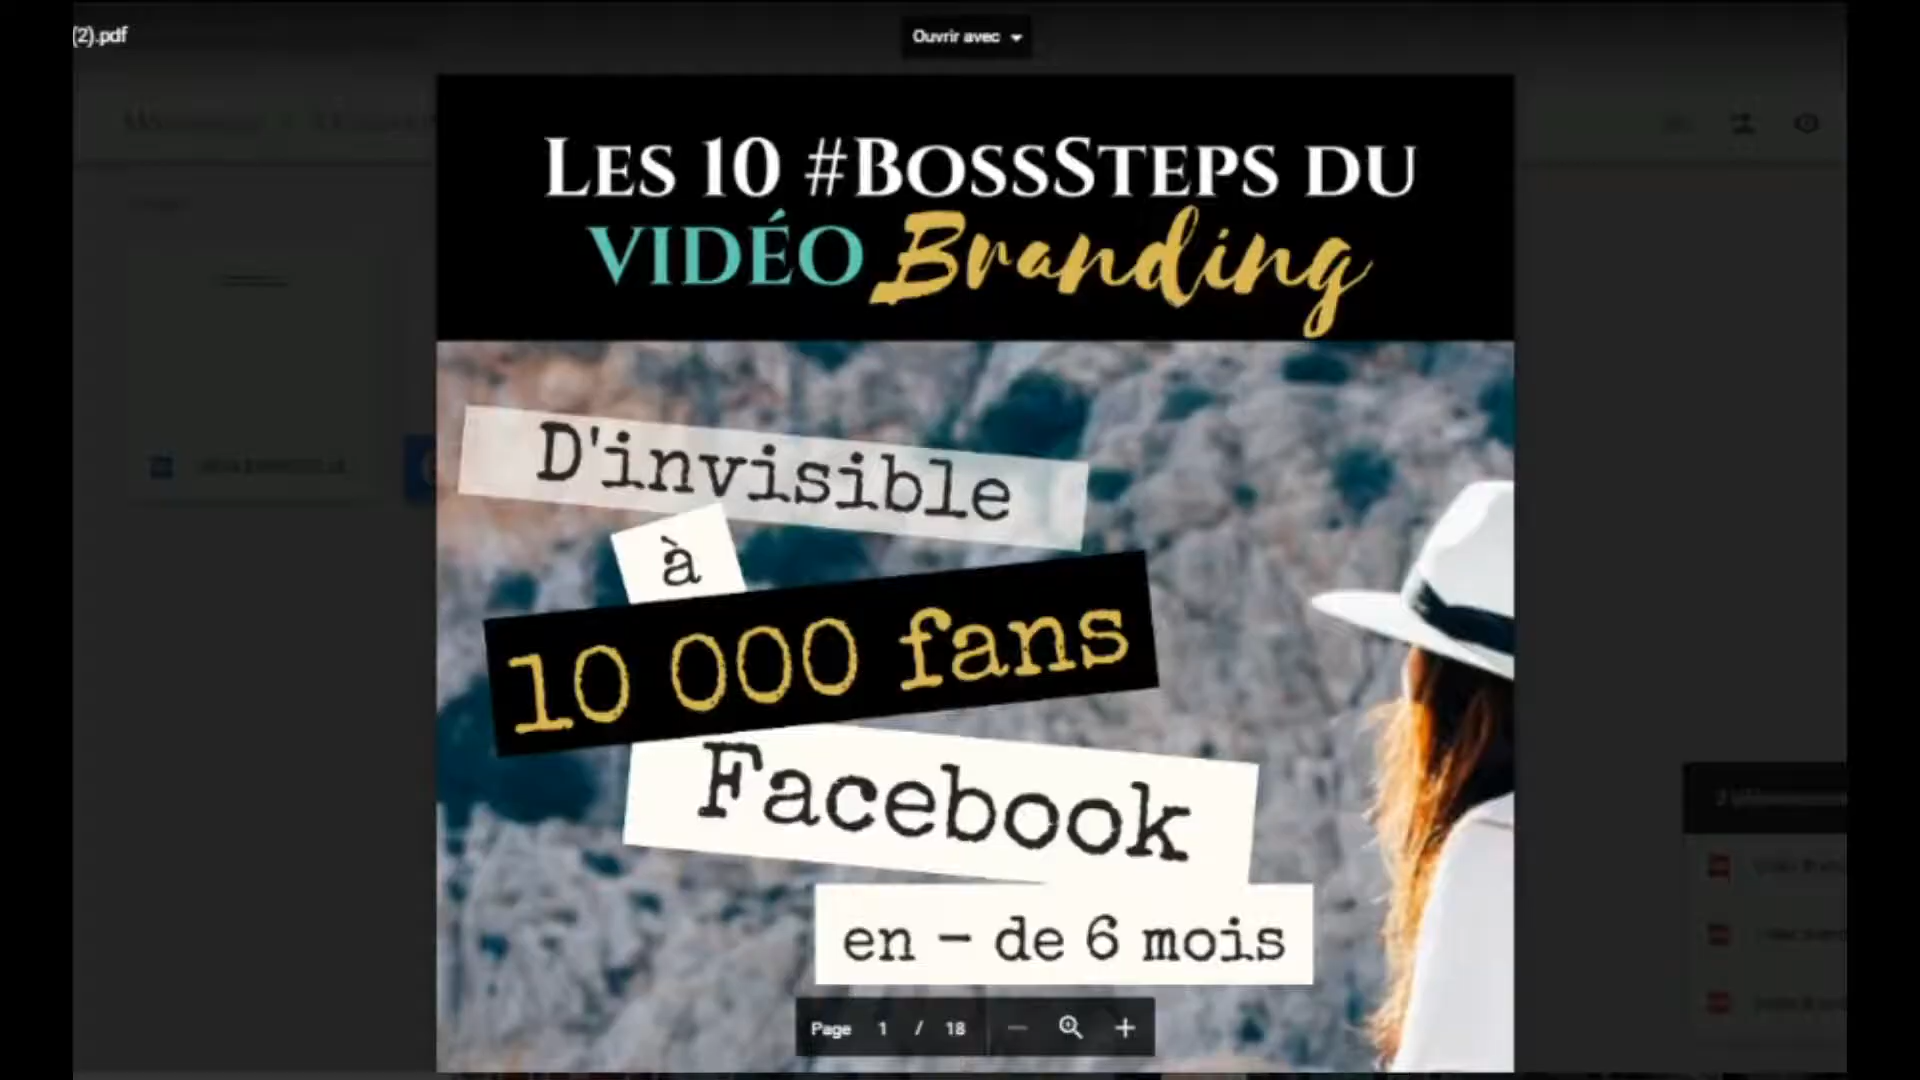 (2).pdf
Ouvrir avec
LES 10 #BOSSSTEPS DU
VIDÉO Branding
D'invisible
à
10 000 fans
Facebook
en - de 6 mois
Page 1 / 18